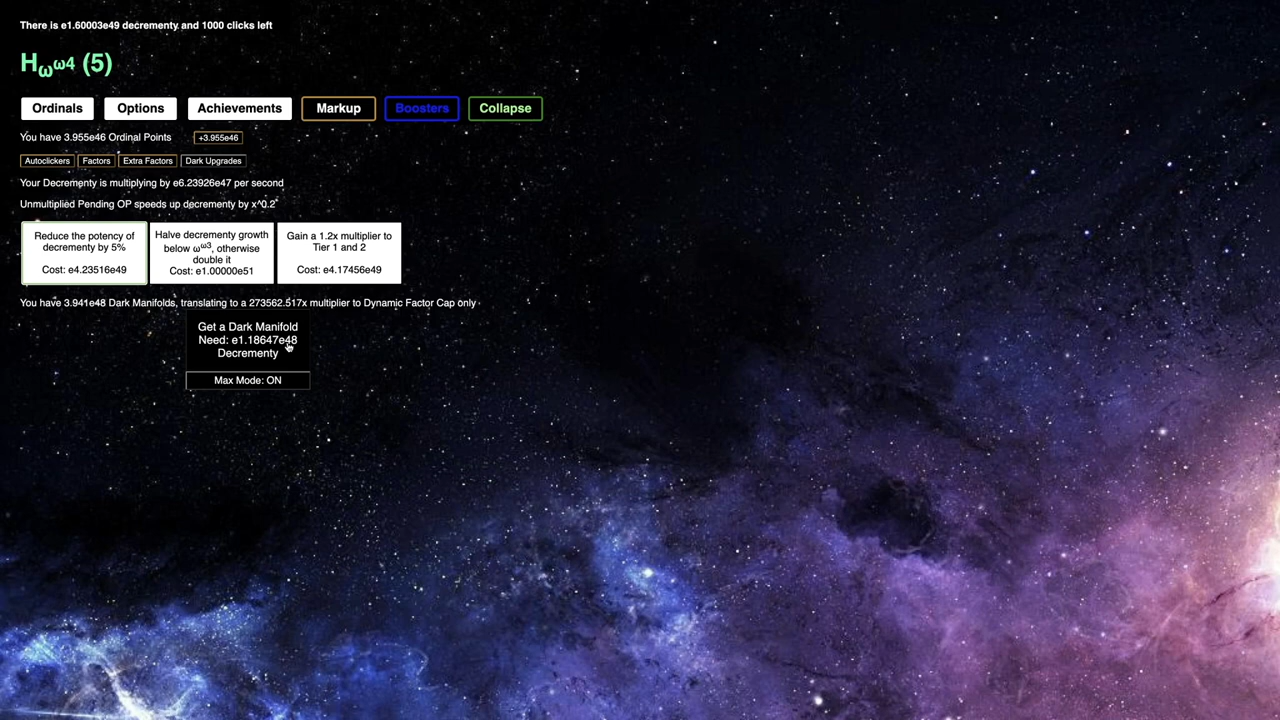 There is e1.60003e49 decrementy and 1000 clicks left
Hωω4 (5)
Ordinals Options Achievements Markup Boosters Collapse
You have 3.955e46 Ordinal Points +3.955e46
Autoclickers Factors Extra Factors Dark Upgrades
Your Decrementy is multiplying by e6.23926e47 per second
Unmultiplied Pending OP speeds up decrementy by x^0.2
Reduce the potency of
decrementy by 5%
Cost: e4.23516e49
Halve decrementy growth
below ωω3, otherwise
double it
Cost: e1.00000e51
Gain a 1.2x multiplier to
Tier 1 and 2
Cost: e4.17456e49
You have 3.941e48 Dark Manifolds, translating to a 273562.517x multiplier to Dynamic Factor Cap only
Get a Dark Manifold
Need: e1.18647e48
Decrementy
Max Mode: ON